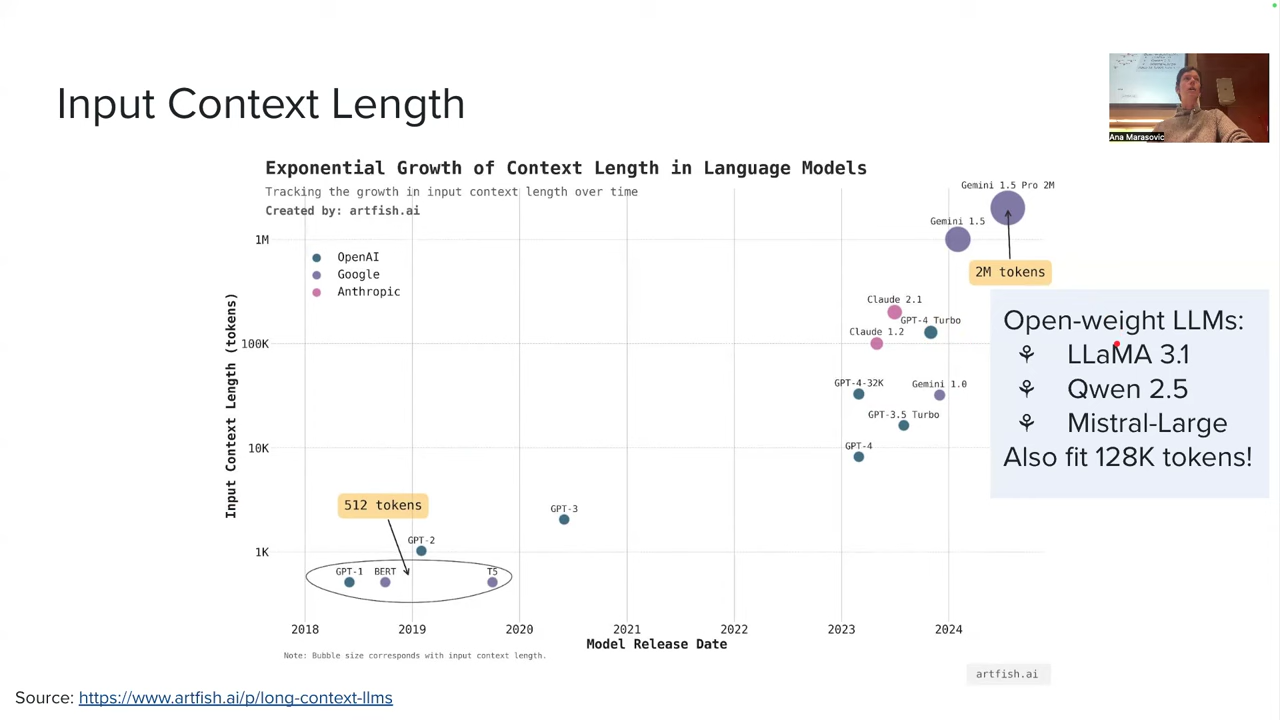 Input Context Length
Ana Marasovic
Exponential Growth of Context Length in Language Models
Tracking the growth in input context length over time
Created by: artfish.ai
OpenAI
Google
Anthropic
Input Context Length (tokens)
1M
100K
10K
1K
Gemini 1.5 Pro 2M
Gemini 1.5
2M tokens
Claude 2.1
GPT-4 Turbo
Claude 1.2
GPT-4-32K
Gemini 1.0
GPT-3.5 Turbo
GPT-4
512 tokens
GPT-3
GPT-2
GPT-1
BERT
T5
2018
2019
2020
2021
2022
2023
2024
Model Release Date
Note: Bubble size corresponds with input context length.
artfish.ai
Open-weight LLMs:
LLaMA 3.1
Qwen 2.5
Mistral-Large
Also fit 128K tokens!
Source: https://www.artfish.ai/p/long-context-llms